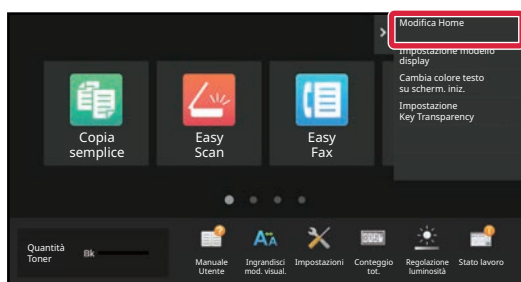 Modifica Home
Impostazione modello
display
Cambia colore testo
su scherm. iniz.
Impostazione
Key Transparency
Copia
semplice
Easy
Scan
Easy
Fax
Quantità
Toner
Bk
Manuale
Utente
Ingrandisci
mod. visual.
Impostazioni
Conteggio
tot.
Regolazione
luminosità
Stato lavoro